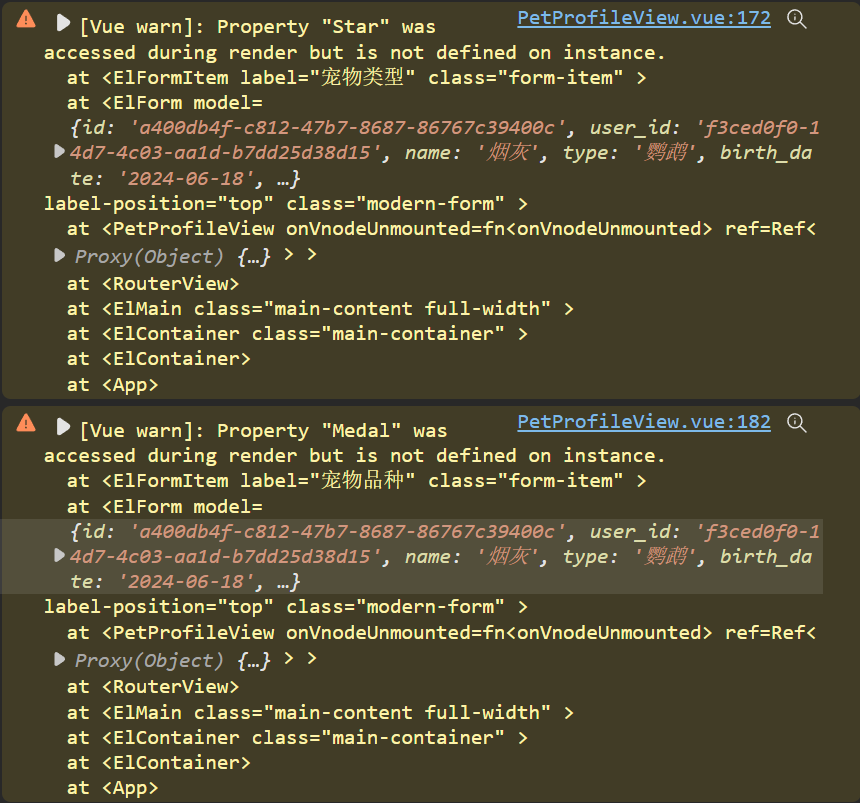 [Vue warn]: Property "Star" was PetProfileView.vue:172
accessed during render but is not defined on instance.
at <ElFormItem label="宠物类型" class="form-item" >
at <ElForm model=
{id: 'a400db4f-c812-47b7-8687-86767c39400c', user_id: 'f3ced0f0-1
4d7-4c03-aa1d-b7dd25d38d15', name: '烟灰', type: '鹦鹉', birth_da
te: '2024-06-18', …}
label-position="top" class="modern-form" >
at <PetProfileView onVnodeUnmounted=fn<onVnodeUnmounted> ref=Ref<
Proxy(Object) {…} > >
at <RouterView>
at <ElMain class="main-content full-width" >
at <ElContainer class="main-container" >
at <ElContainer>
at <App>
[Vue warn]: Property "Medal" was PetProfileView.vue:182
accessed during render but is not defined on instance.
at <ElFormItem label="宠物品种" class="form-item" >
at <ElForm model=
{id: 'a400db4f-c812-47b7-8687-86767c39400c', user_id: 'f3ced0f0-1
4d7-4c03-aa1d-b7dd25d38d15', name: '烟灰', type: '鹦鹉', birth_da
te: '2024-06-18', …}
label-position="top" class="modern-form" >
at <PetProfileView onVnodeUnmounted=fn<onVnodeUnmounted> ref=Ref<
Proxy(Object) {…} > >
at <RouterView>
at <ElMain class="main-content full-width" >
at <ElContainer class="main-container" >
at <ElContainer>
at <App>